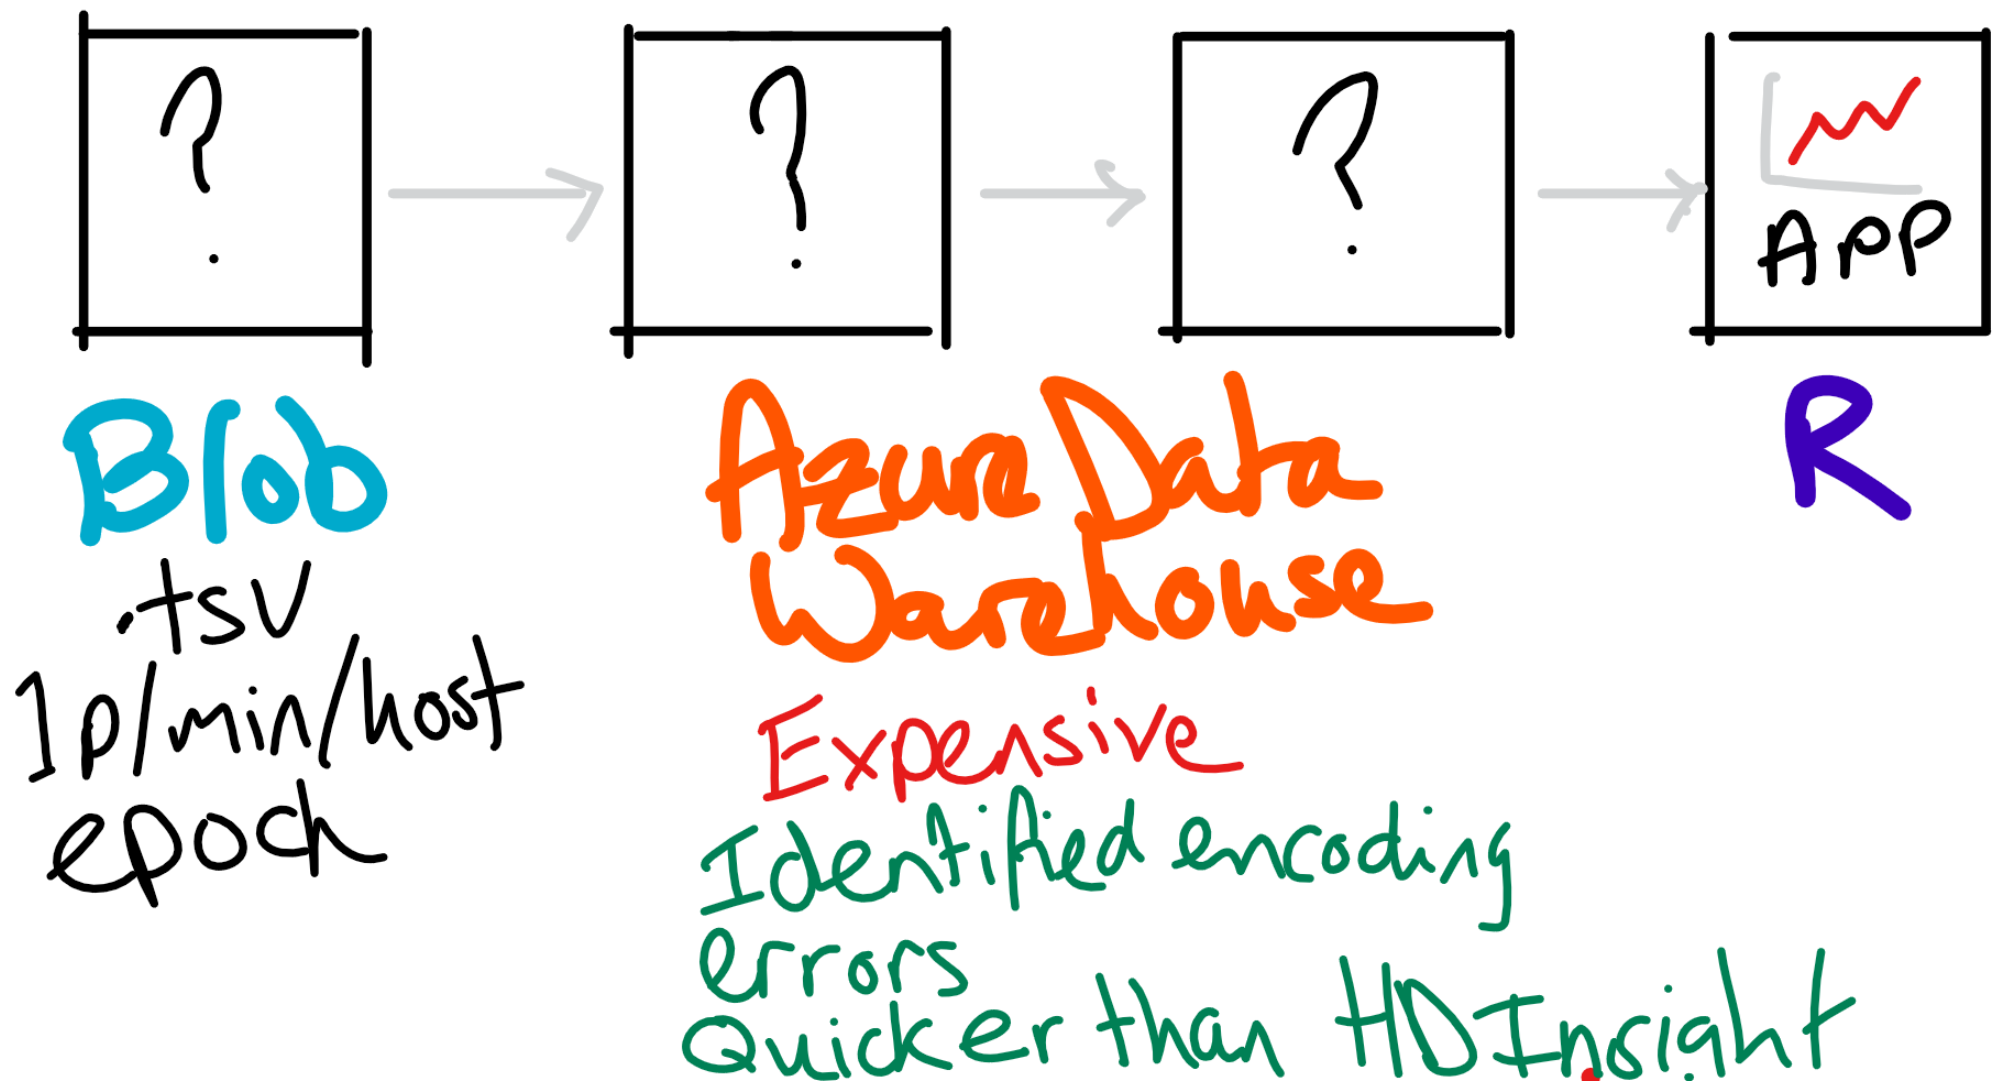 ?
?
?
APP
Blob
.tsv
1p/min/host
epoch
Azure Data
Warehouse
Expensive
Identified encoding
errors
Quicker than HDInsight
R